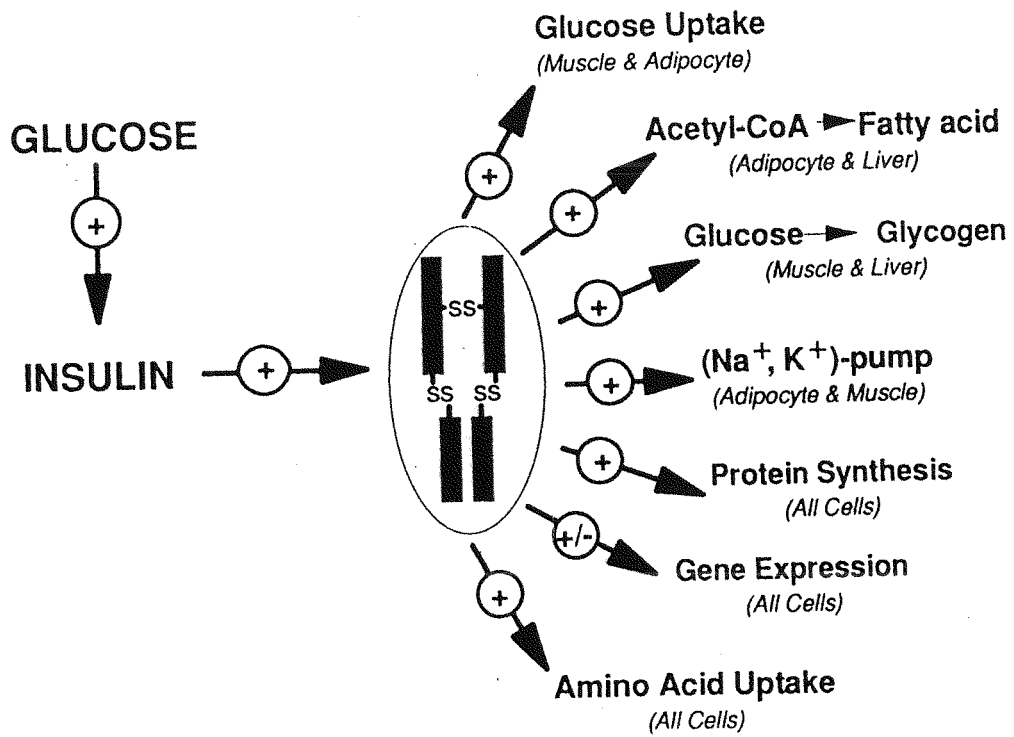 Glucose Uptake
(Muscle & Adipocyte)
GLUCOSE
Acetyl-CoA → Fatty acid
(Adipocyte & Liver)
+
+
+
Glucose → Glycogen
(Muscle & Liver)
+
SS
INSULIN
+
(Na+, K+)-pump
(Adipocyte & Muscle)
+
SS SS
Protein Synthesis
(All Cells)
+
+/-
Gene Expression
(All Cells)
+
Amino Acid Uptake
(All Cells)